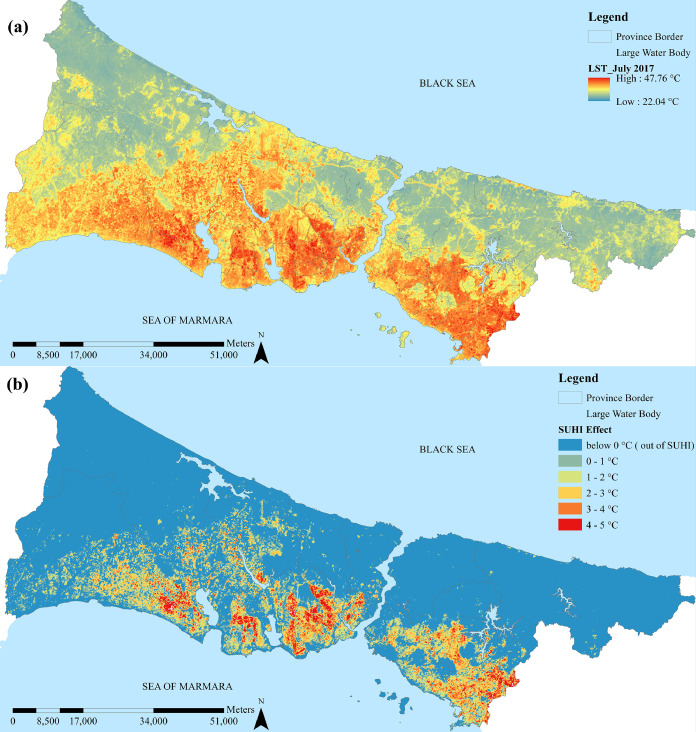 (a)
Legend
Province Border
Large Water Body
LST_July 2017
High : 47.76 °C
Low : 22.04 °C
BLACK SEA
SEA OF MARMARA
N
Meters
0 8,500 17,000 34,000 51,000
(b)
Legend
Province Border
Large Water Body
SUHI Effect
below 0 °C ( out of SUHI)
0 - 1 °C
1 - 2 °C
2 - 3 °C
3 - 4 °C
4 - 5 °C
BLACK SEA
SEA OF MARMARA
N
Meters
0 8,500 17,000 34,000 51,000